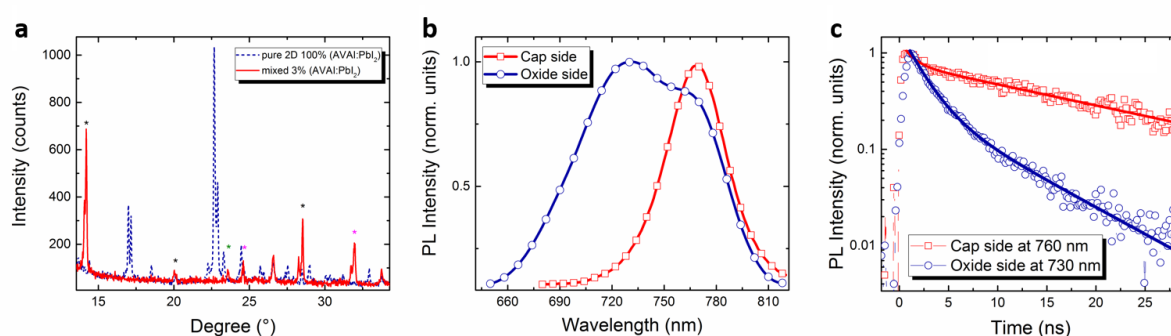 a
1000
800
600
400
200
Intensity (counts)
pure 2D 100% (AVAI:PbI₂)
mixed 3% (AVAI:PbI₂)
*
*
*
*
*
*
15
20
25
30
Degree (°)
b
1.0
0.5
PL Intensity (norm. units)
Cap side
Oxide side
660
690
720
750
780
810
Wavelength (nm)
c
1
0.1
0.01
PL Intensity (norm. units)
Cap side at 760 nm
Oxide side at 730 nm
0
5
10
15
20
25
Time (ns)